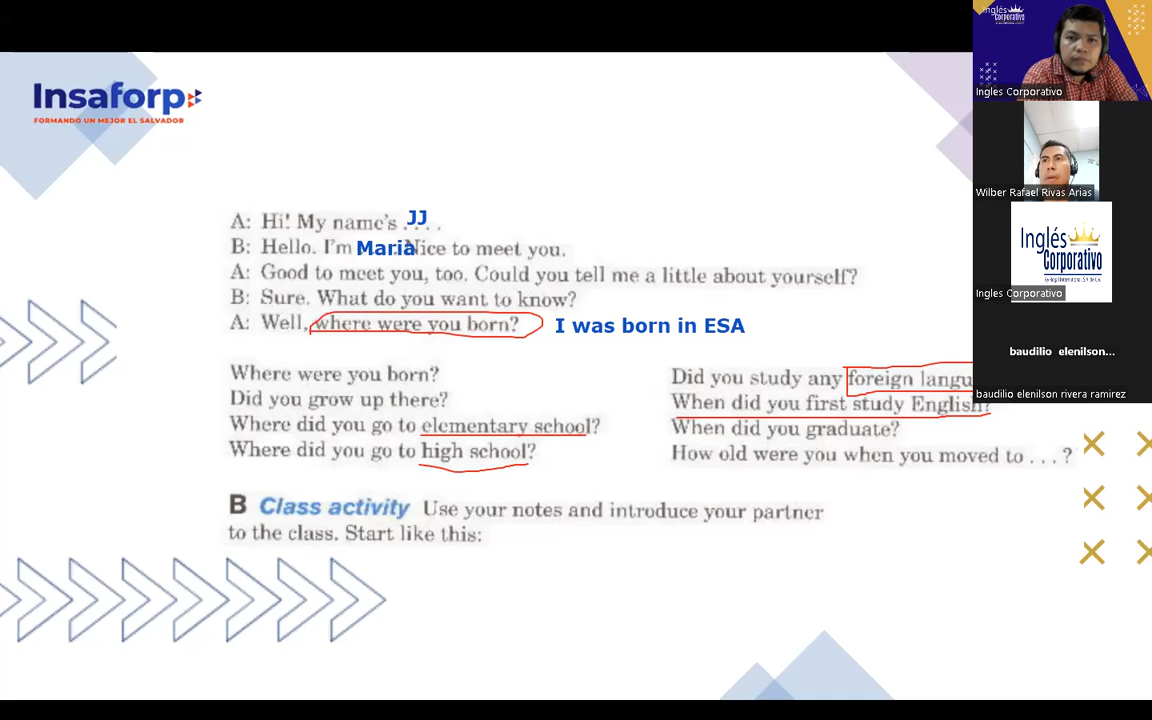 Insaforp
FORMANDO UN MEJOR EL SALVADOR
A: Hi! My name's JJ . .
B: Hello. I'm Maria Nice to meet you.
A: Good to meet you, too. Could you tell me a little about yourself?
B: Sure. What do you want to know?
A: Well, where were you born? I was born in ESA
Where were you born?
Did you grow up there?
Where did you go to elementary school?
Where did you go to high school?
Did you study any foreign langu
When did you first study English?
When did you graduate?
How old were you when you moved to . . . ?
B Class activity Use your notes and introduce your partner
to the class. Start like this:
Inglés
Corporativo
Ingles Corporativo
Wilber Rafael Rivas Arias
Inglés
Corporativo
Ingles Corporativo
baudilio elenilson...
baudilio elenilson rivera ramirez